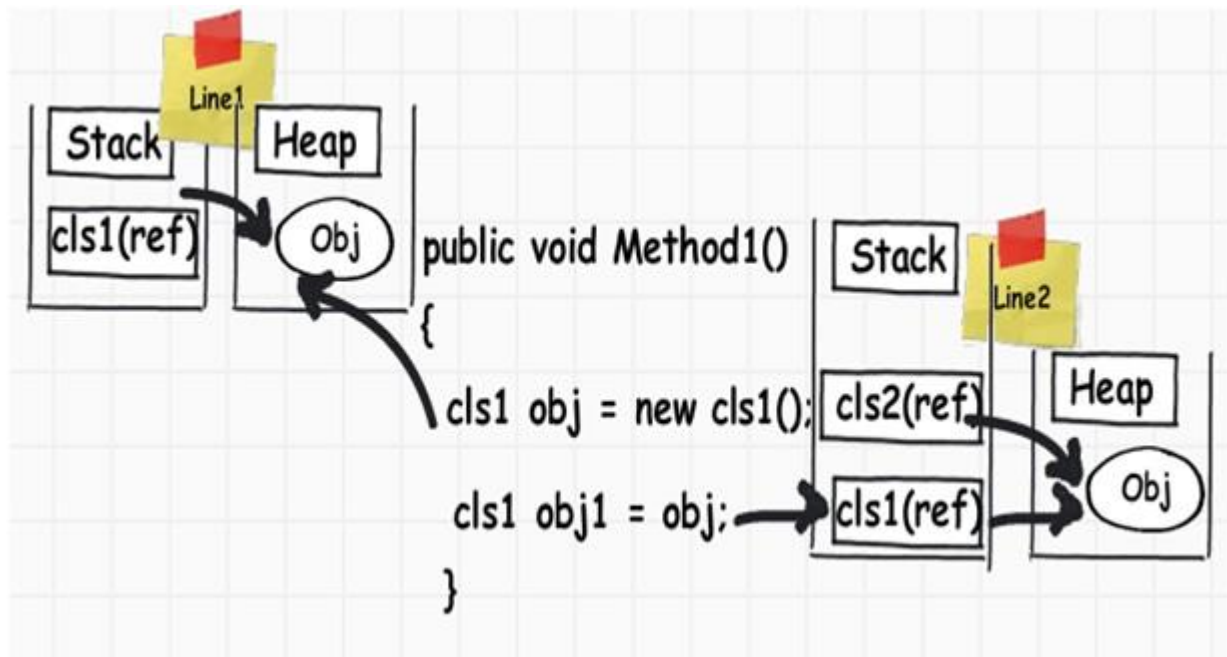 Line1
Stack
Heap
cls1(ref)
Obj
public void Method1()
{
cls1 obj = new cls1();
cls1 obj1 = obj;
}
Stack
Line2
Heap
cls2(ref)
cls1(ref)
Obj